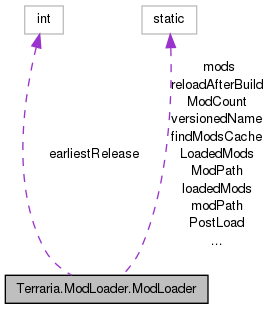 int
static
mods
reloadAfterBuild
ModCount
versionedName
findModsCache
LoadedMods
ModPath
loadedMods
modPath
PostLoad
...
earliestRelease
Terraria.ModLoader.ModLoader